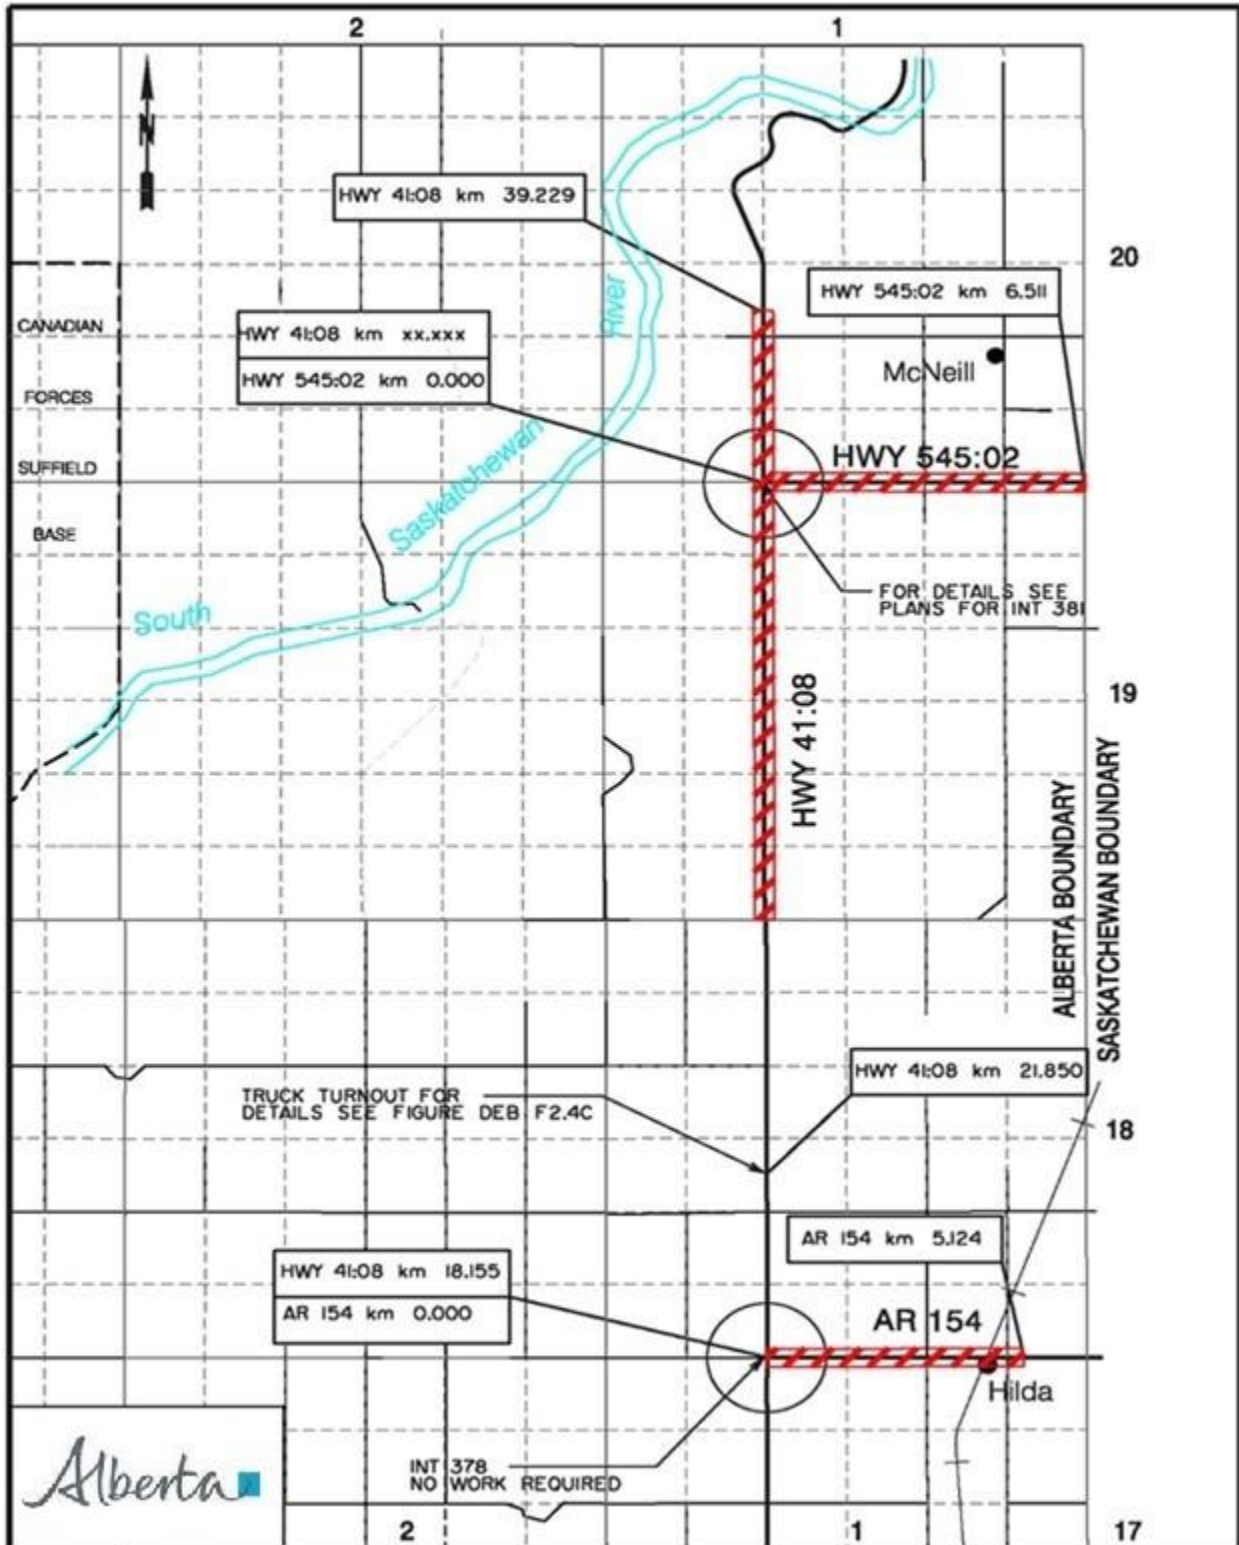 2
1
N
HWY 41:08 km 39.229
20
HWY 545:02 km 6.511
River
CANADIAN
HWY 41:08 km xx.xxx
HWY 545:02 km 0.000
McNeill
FORCES
HWY 545:02
SUFFIELD
Saskatchewan
BASE
FOR DETAILS SEE
PLANS FOR INT 381
South
19
HWY 41:08
ALBERTA BOUNDARY
SASKATCHEWAN BOUNDARY
HWY 41:08 km 21.850
TRUCK TURNOUT FOR
DETAILS SEE FIGURE DEB F2.4C
18
AR 154 km 5.124
HWY 41:08 km 18.155
AR 154 km 0.000
AR 154
Hilda
Alberta
INT 378
NO WORK REQUIRED
2
1
17